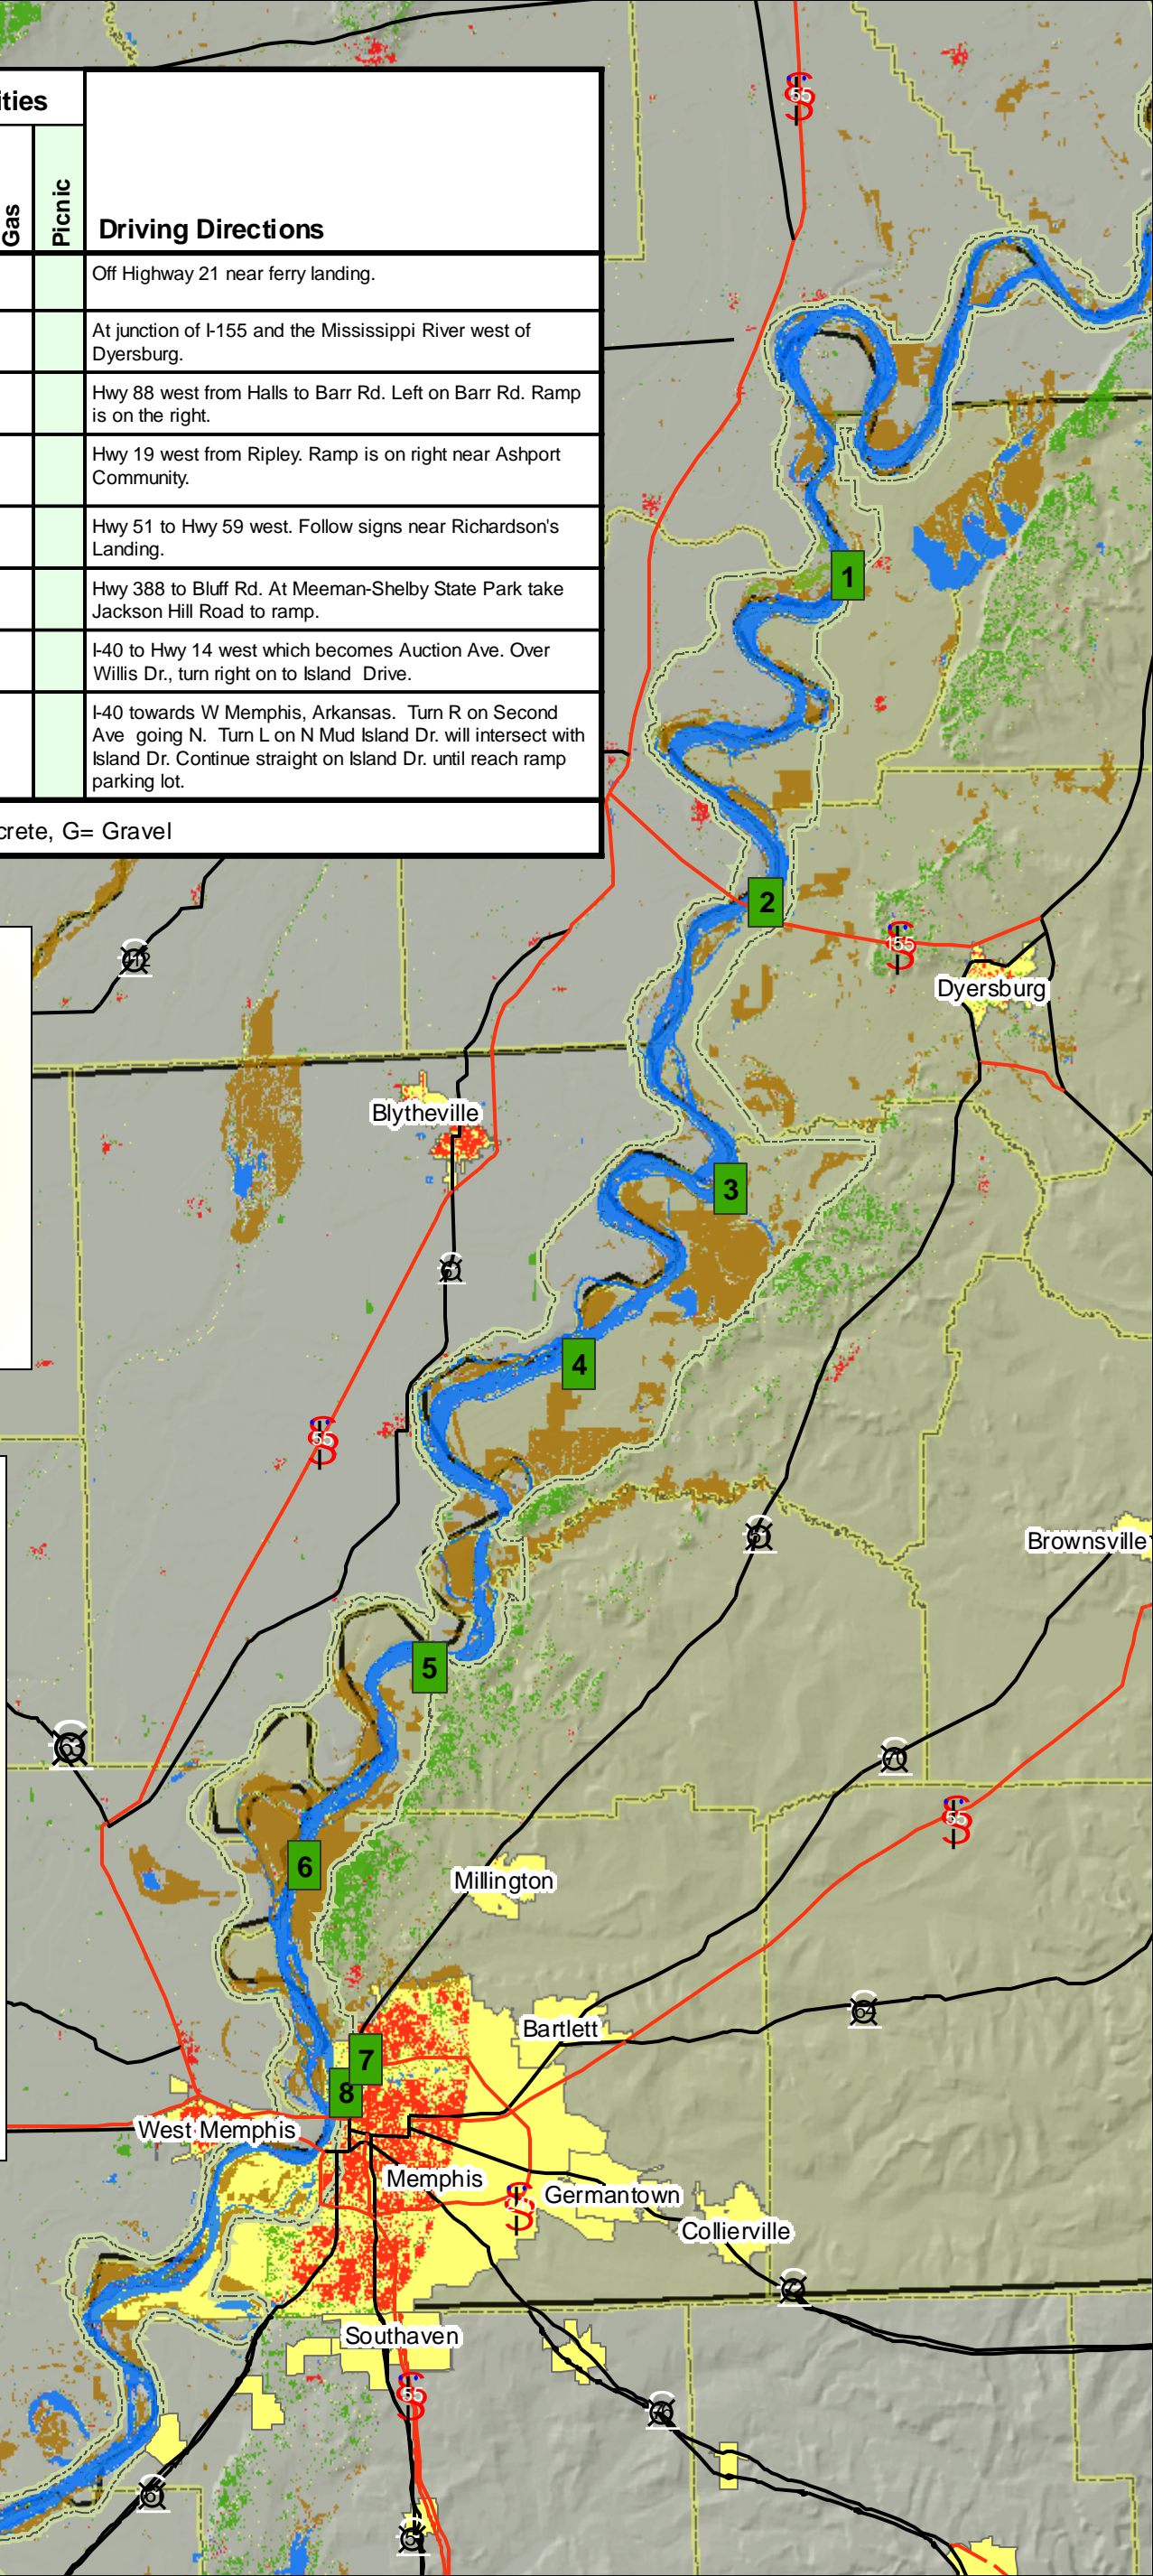 ities
Gas
Picnic
Driving Directions
Off Highway 21 near ferry landing.
At junction of I-155 and the Mississippi River west of
Dyersburg.
Hwy 88 west from Halls to Barr Rd. Left on Barr Rd. Ramp
is on the right.
Hwy 19 west from Ripley. Ramp is on right near Ashport
Community.
Hwy 51 to Hwy 59 west. Follow signs near Richardson's
Landing.
Hwy 388 to Bluff Rd. At Meeman-Shelby State Park take
Jackson Hill Road to ramp.
I-40 to Hwy 14 west which becomes Auction Ave. Over
Willis Dr., turn right on to Island Drive.
I-40 towards W Memphis, Arkansas. Turn R on Second
Ave going N. Turn L on N Mud Island Dr. will intersect with
Island Dr. Continue straight on Island Dr. until reach ramp
parking lot.
crete, G= Gravel
55
1
2
155
Dyersburg
Blytheville
3
4
55
Brownsville
5
63
70
55
6
Millington
64
Bartlett
7
8
West Memphis
Memphis
Germantown
Collierville
Southaven
55